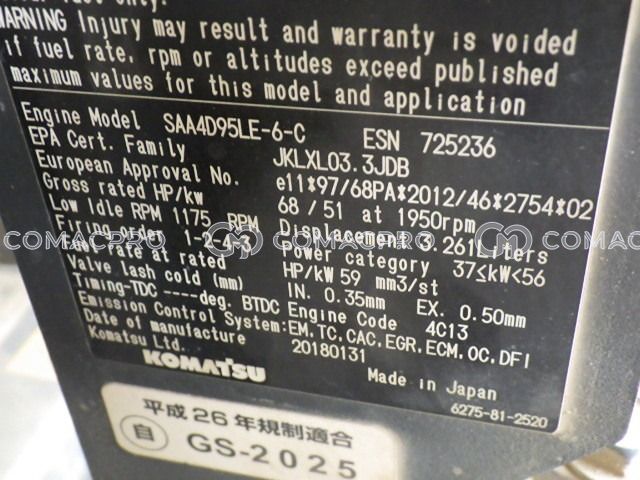 only.
WARNING Injury may result and warranty is voided
if fuel rate, rpm or altitudes exceed published
maximum values for this model and application
Engine Model SAA4D95LE-6-C ESN 725236
EPA Cert. Family JKLXL03.3JDB
European Approval No. e11*97/68PA*2012/46*2754*02
Gross rated HP/kw 68/51 at 1950rpm
Low Idle RPM 1175 RPM Displacement 3.261Liters
Firing order 1-2-4-3 Power category 37≤kW<56
Fuel rate at rated HP/kW 59 mm3/st
Valve lash cold (mm) IN. 0.35mm EX. 0.50mm
Timing-TDC ----deg. BTDC Engine Code 4C13
Emission Control System:EM,TC,CAC,EGR,ECM,OC,DFI
Date of manufacture 20180131
Komatsu Ltd.
KOMATSU
Made in Japan
6275-81-2520
平成26年規制適合
自 GS-2025
COMACPRO COMACPRO COMACPRO